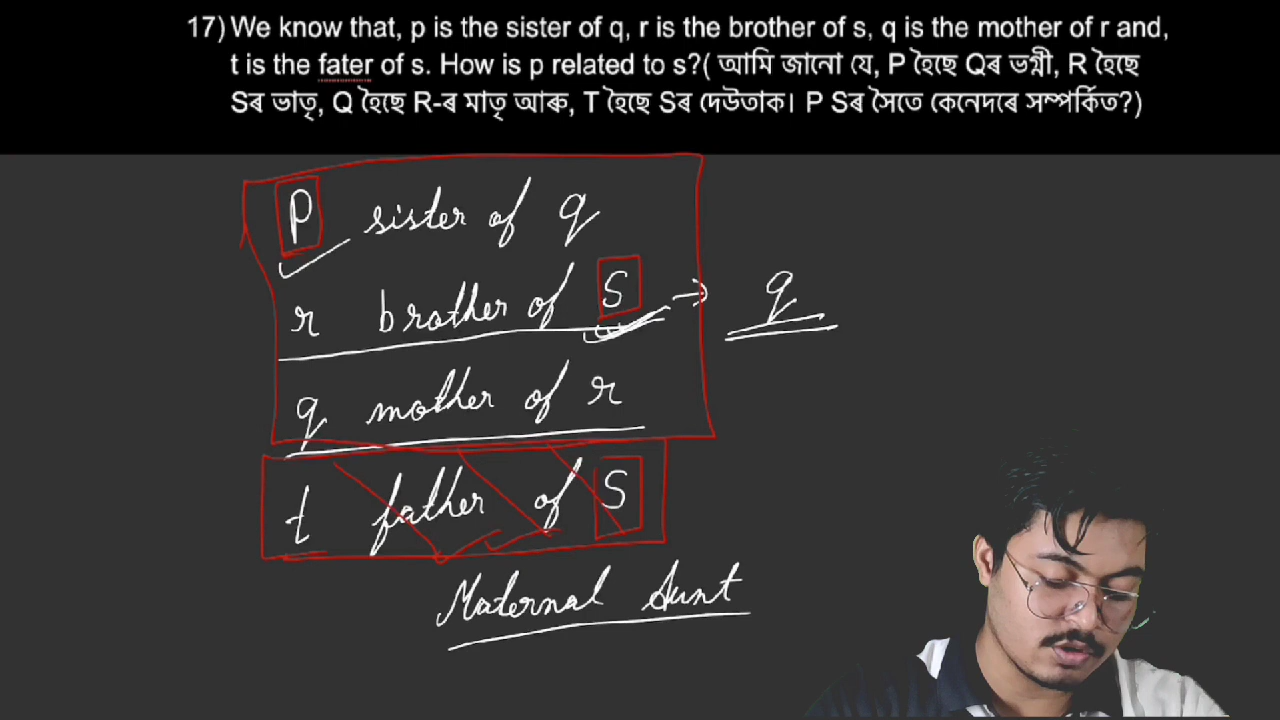 17) We know that, p is the sister of q, r is the brother of s, q is the mother of r and,
t is the fater of s. How is p related to s?( আমি জানো যে, P হৈছে Qৰ ভগ্নী, R হৈছে
Sৰ ভাতৃ, Q হৈছে R-ৰ মাতৃ আৰু, T হৈছে Sৰ দেউতাক। P Sৰ সৈতে কেনেদৰে সম্পৰ্কিত?)
P sister of q
r brother of S → q
q mother of r
t father of S
Maternal Aunt